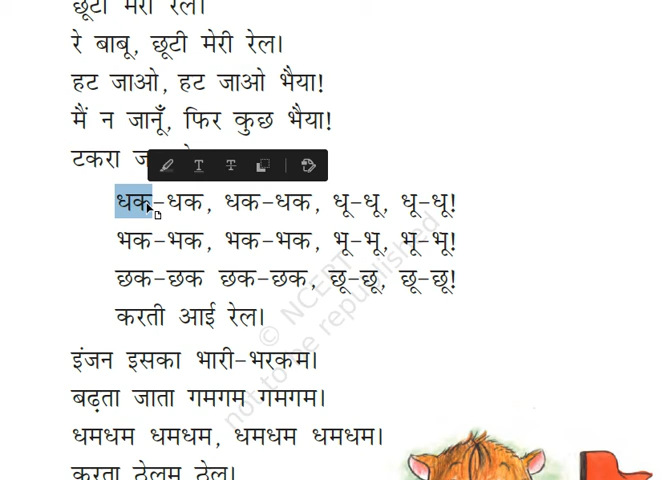 छूटी मेरी रेल।
रे बाबू, छूटी मेरी रेल।
हट जाओ, हट जाओ भैया!
मैं न जानूँ, फिर कुछ भैया!
टकरा
धक-धक, धक-धक, धू-धू, धू-धू!
भक-भक, भक-भक, भू-भू, भू-भू!
छक-छक छक-छक, छू-छू, छू-छू!
करती आई रेल।
इंजन इसका भारी-भरकम।
बढ़ता जाता गमगम गमगम।
धमधम धमधम, धमधम धमधम।
करता ठेलम ठेल।
© NCERT
not to be republished